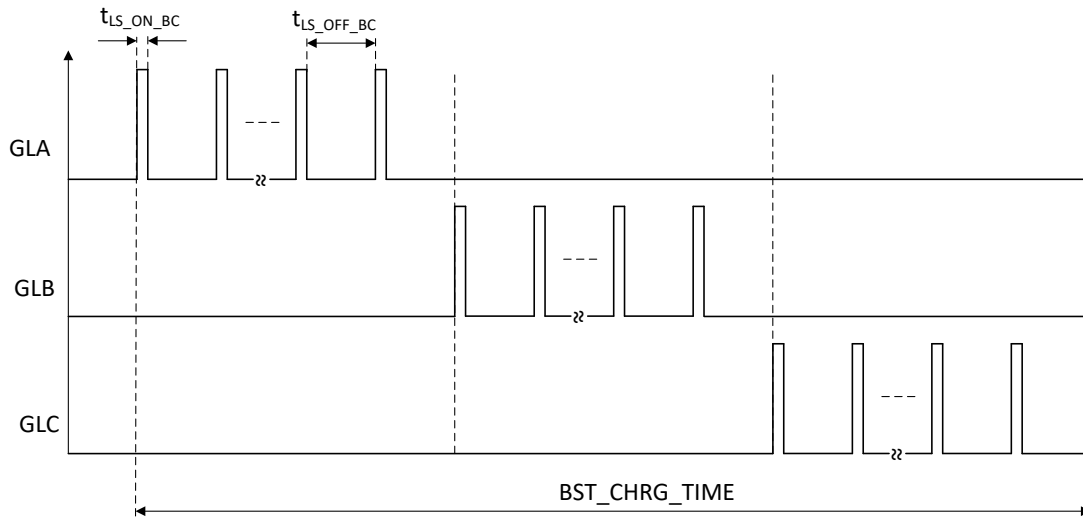 tLS_ON_BC
tLS_OFF_BC
GLA
GLB
GLC
BST_CHRG_TIME